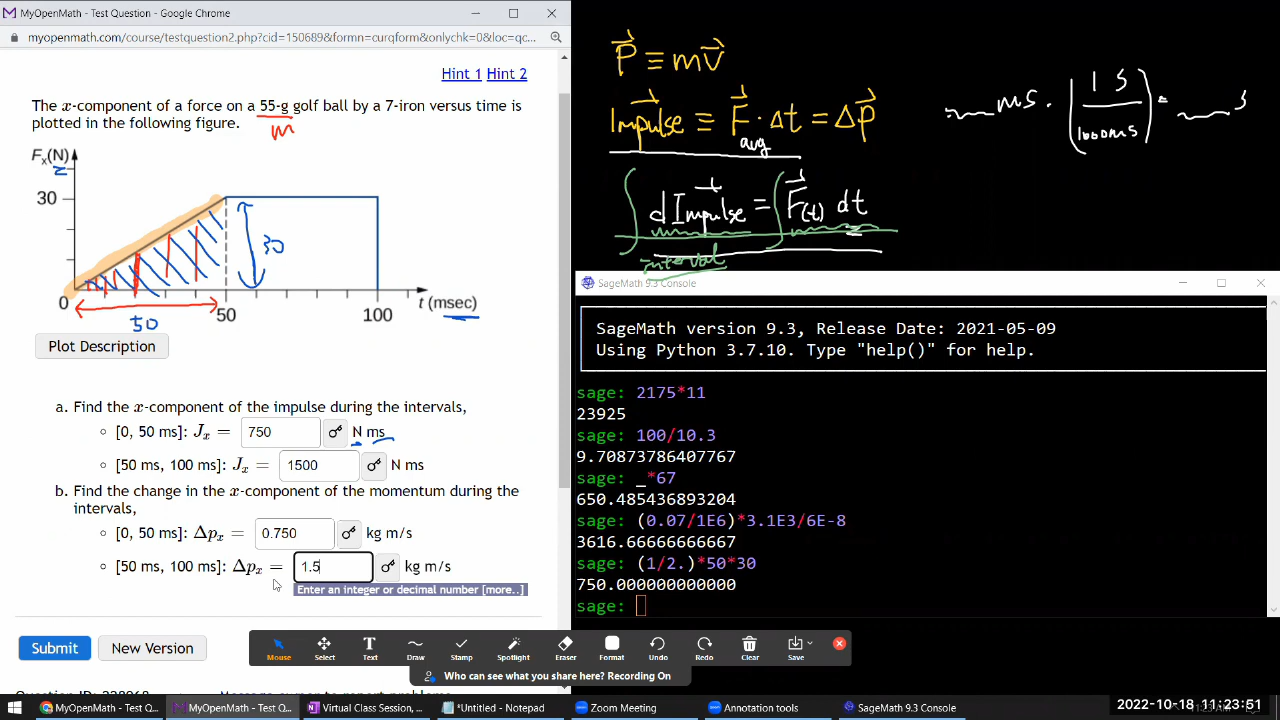 MyOpenMath - Test Question - Google Chrome
myopenmath.com/course/testquestion2.php?cid=150689&formn=curqform&onlychk=0&loc=qc...
Hint 1 Hint 2
The x-component of a force on a 55-g golf ball by a 7-iron versus time is
plotted in the following figure.
m
Fx(N)
30
30
0
50
50
100
t (msec)
Plot Description
a. Find the x-component of the impulse during the intervals,
[0, 50 ms]: Jx = 750 N ms
[50 ms, 100 ms]: Jx = 1500 N ms
b. Find the change in the x-component of the momentum during the
intervals,
[0, 50 ms]: Δpx = 0.750 kg m/s
[50 ms, 100 ms]: Δpx = 1.5 kg m/s
Enter an integer or decimal number [more..]
Submit
New Version
P ≡ mv
Impulse ≡ F avg · Δt = ΔP
∫ dImpulse = ∫ F(t) dt
interval
ms · (1 s / 1000ms) = s
SageMath 9.3 Console
SageMath version 9.3, Release Date: 2021-05-09
Using Python 3.7.10. Type "help()" for help.
sage: 2175*11
23925
sage: 100/10.3
9.70873786407767
sage: _*67
650.485436893204
sage: (0.07/1E6)*3.1E3/6E-8
3616.66666666667
sage: (1/2.)*50*30
750.000000000000
sage:
Mouse Select Text Draw Stamp Spotlight Eraser Format Undo Redo Clear Save
Who can see what you share here? Recording On
MyOpenMath - Test Q... MyOpenMath - Test Qu... Virtual Class Session, ... *Untitled - Notepad Zoom Meeting Annotation tools SageMath 9.3 Console
2022-10-18 11:23:51